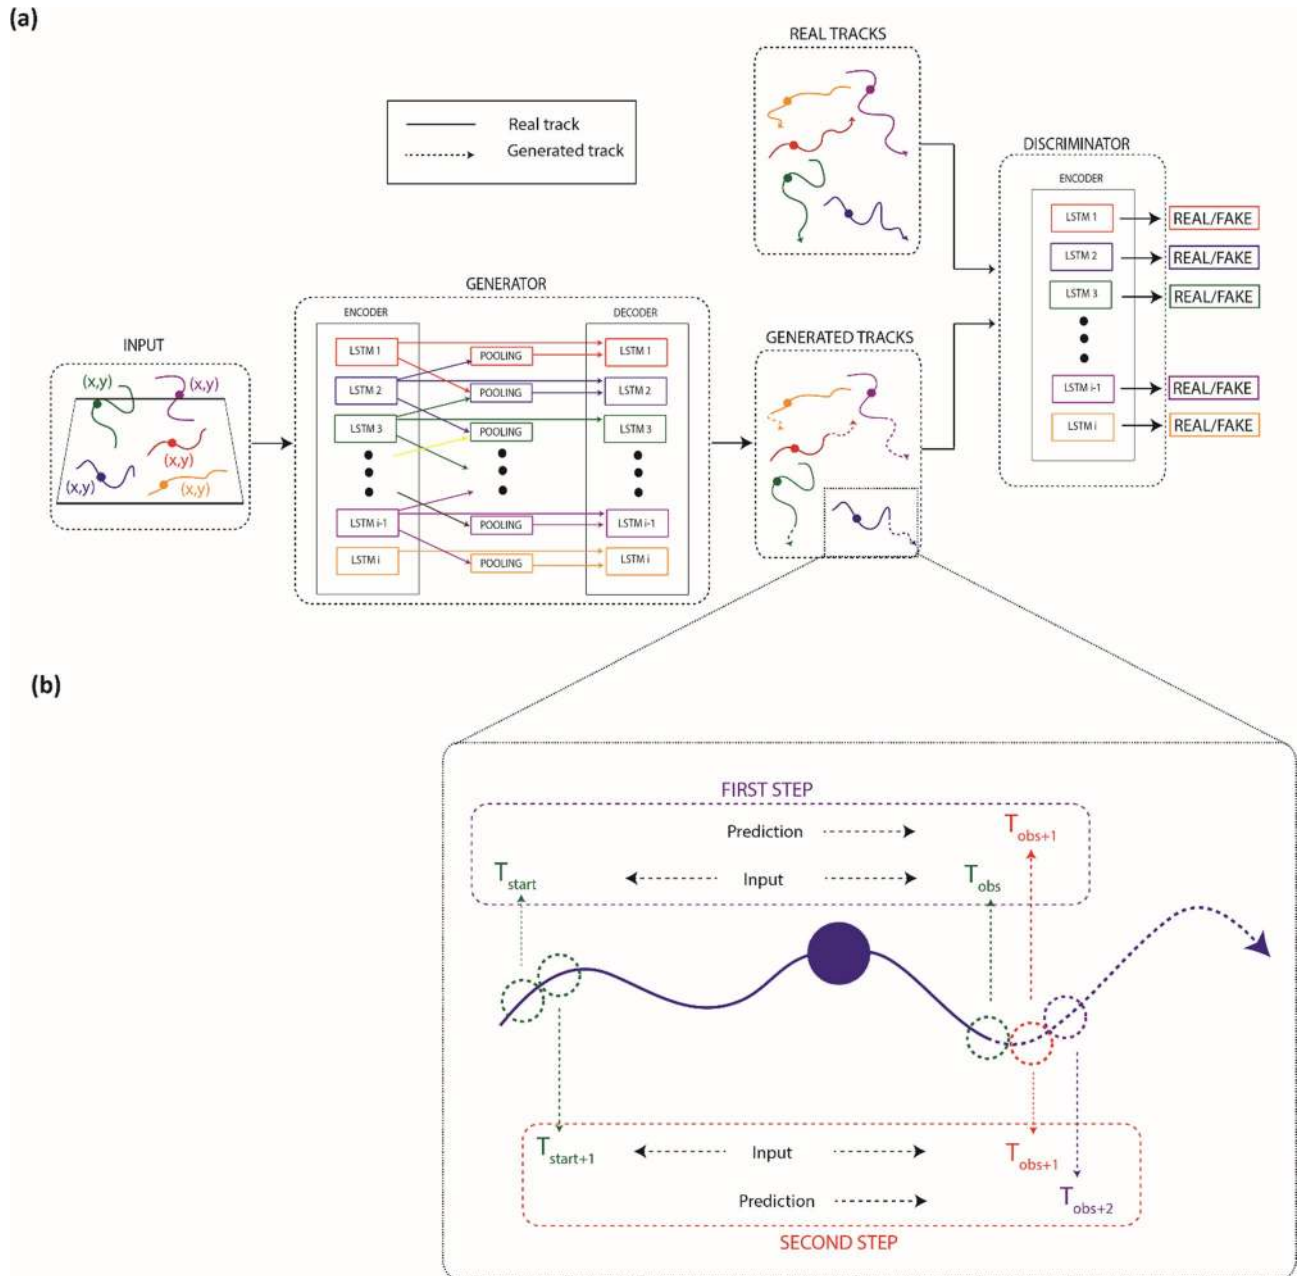 (a)
REAL TRACKS
Real track
Generated track
DISCRIMINATOR
ENCODER
LSTM 1
REAL/FAKE
LSTM 2
REAL/FAKE
LSTM 3
REAL/FAKE
LSTM i-1
REAL/FAKE
LSTM i
REAL/FAKE
INPUT
(x,y)
(x,y)
(x,y)
(x,y)
(x,y)
GENERATOR
ENCODER
DECODER
LSTM 1
POOLING
LSTM 1
LSTM 2
POOLING
LSTM 2
LSTM 3
POOLING
LSTM 3
LSTM i-1
POOLING
LSTM i-1
LSTM i
POOLING
LSTM i
GENERATED TRACKS
(b)
FIRST STEP
Prediction
Tobs+1
Tstart
Input
Tobs
Tstart+1
Input
Tobs+1
Prediction
Tobs+2
SECOND STEP